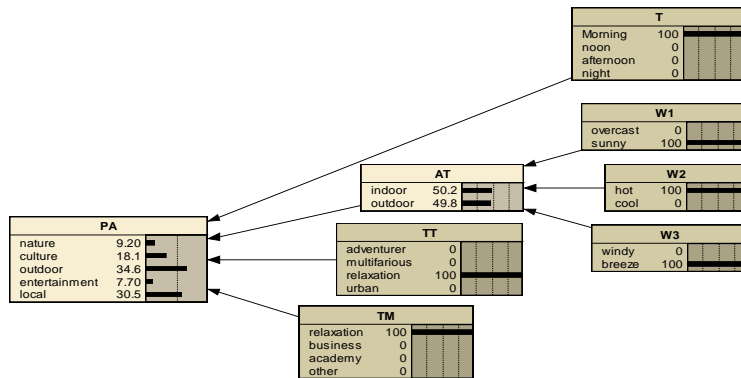 T
Morning 100
noon 0
afternoon 0
night 0
W1
overcast 0
sunny 100
AT
indoor 50.2
outdoor 49.8
W2
hot 100
cool 0
PA
nature 9.20
culture 18.1
outdoor 34.6
entertainment 7.70
local 30.5
TT
adventurer 0
multifarious 0
relaxation 100
urban 0
W3
windy 0
breeze 100
TM
relaxation 100
business 0
academy 0
other 0